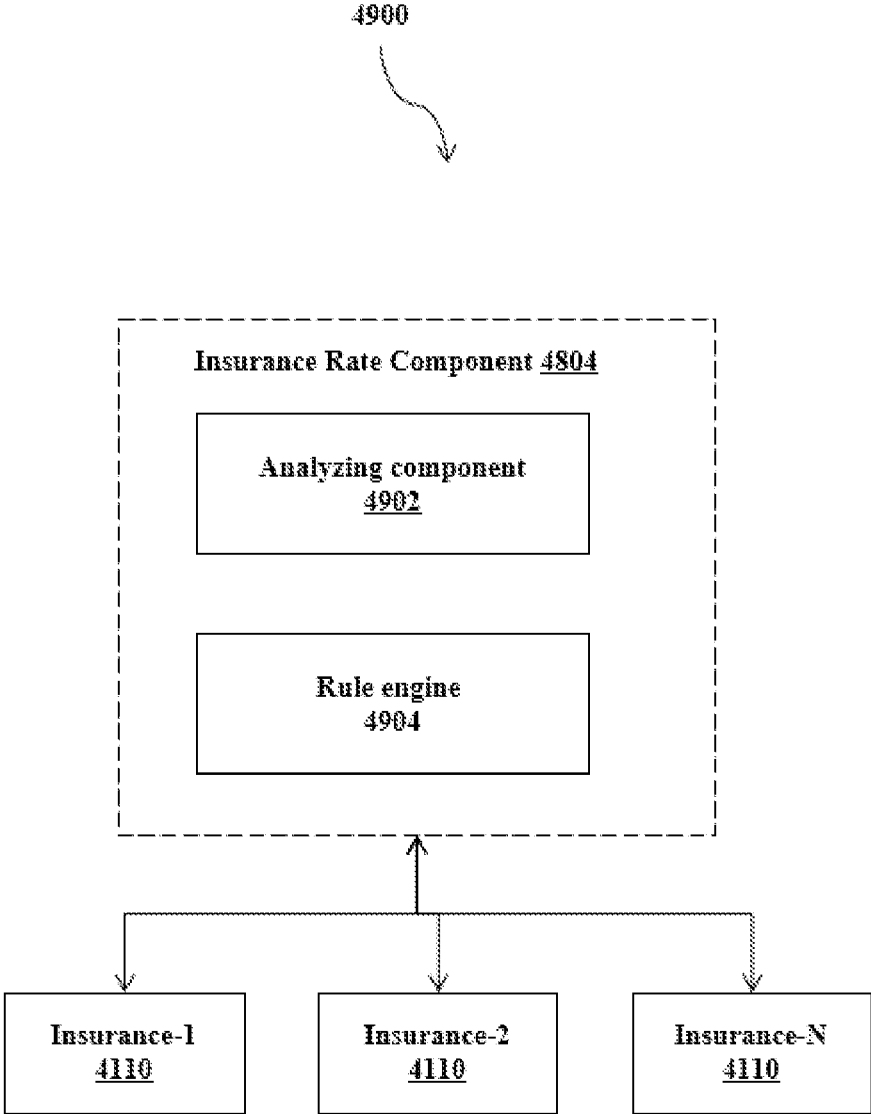 4900
Insurance Rate Component 4804
Analyzing component
4902
Rule engine
4904
Insurance-1
4110
Insurance-2
4110
Insurance-N
4110